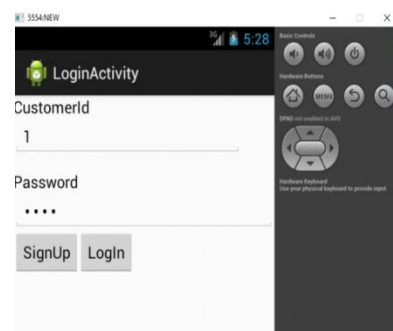 5554:NEW
3G 5:28
LoginActivity
CustomerId
1
Password
••••
SignUp LogIn
Basic Controls
Hardware Buttons
MENU
DPAD not enabled in AVD
Hardware Keyboard
Use your physical keyboard to provide input